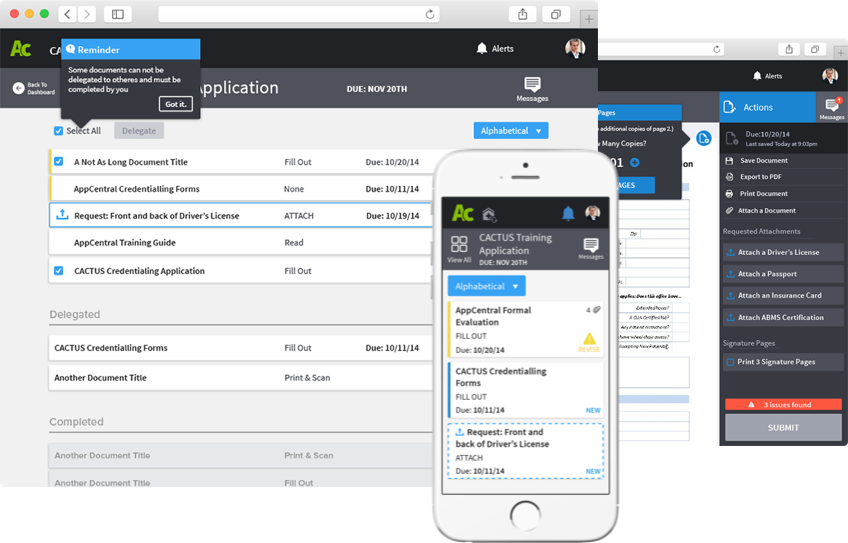 Ac
CA
Reminder
Some documents can not be
delegated to otheres and must be
completed by you
Got it.
Back To
Dashboard
Application
DUE: NOV 20TH
Alerts
Messages
Select All
Delegate
Alphabetical
A Not As Long Document Title Fill Out Due: 10/20/14
AppCentral Credentialling Forms None Due: 10/11/14
Request: Front and back of Driver's License ATTACH Due: 10/19/14
AppCentral Training Guide Read
CACTUS Credentialing Application Fill Out
Delegated
CACTUS Credentialling Forms Fill Out Due: 10/11/14
Another Document Title Print & Scan
Completed
Another Document Title Print & Scan
Another Document Title Fill Out
Ac
CACTUS Training
Application
DUE: NOV 20TH
View All
Messages
Alphabetical
AppCentral Formal
Evaluation
4
FILL OUT
Due: 10/20/14
REVISE
CACTUS Credentialling
Forms
FILL OUT
Due: 10/11/14 NEW
Request: Front and
back of Driver's License
ATTACH
Due: 10/11/14 NEW
Alerts
Pages
additional copies of page 2.)
Many Copies?
01
AGES
ion
Actions
1
Messages
Due:10/20/14
Last saved Today at 9:03pm
Save Document
Export to PDF
Print Document
Attach a Document
Requested Attachments
Attach a Driver's License
Attach a Passport
Attach an Insurance Card
Attach ABMS Certification
Signature Pages
Print 3 Signature Pages
3 issues found
SUBMIT
applies: Does this office have...
Extended hours?